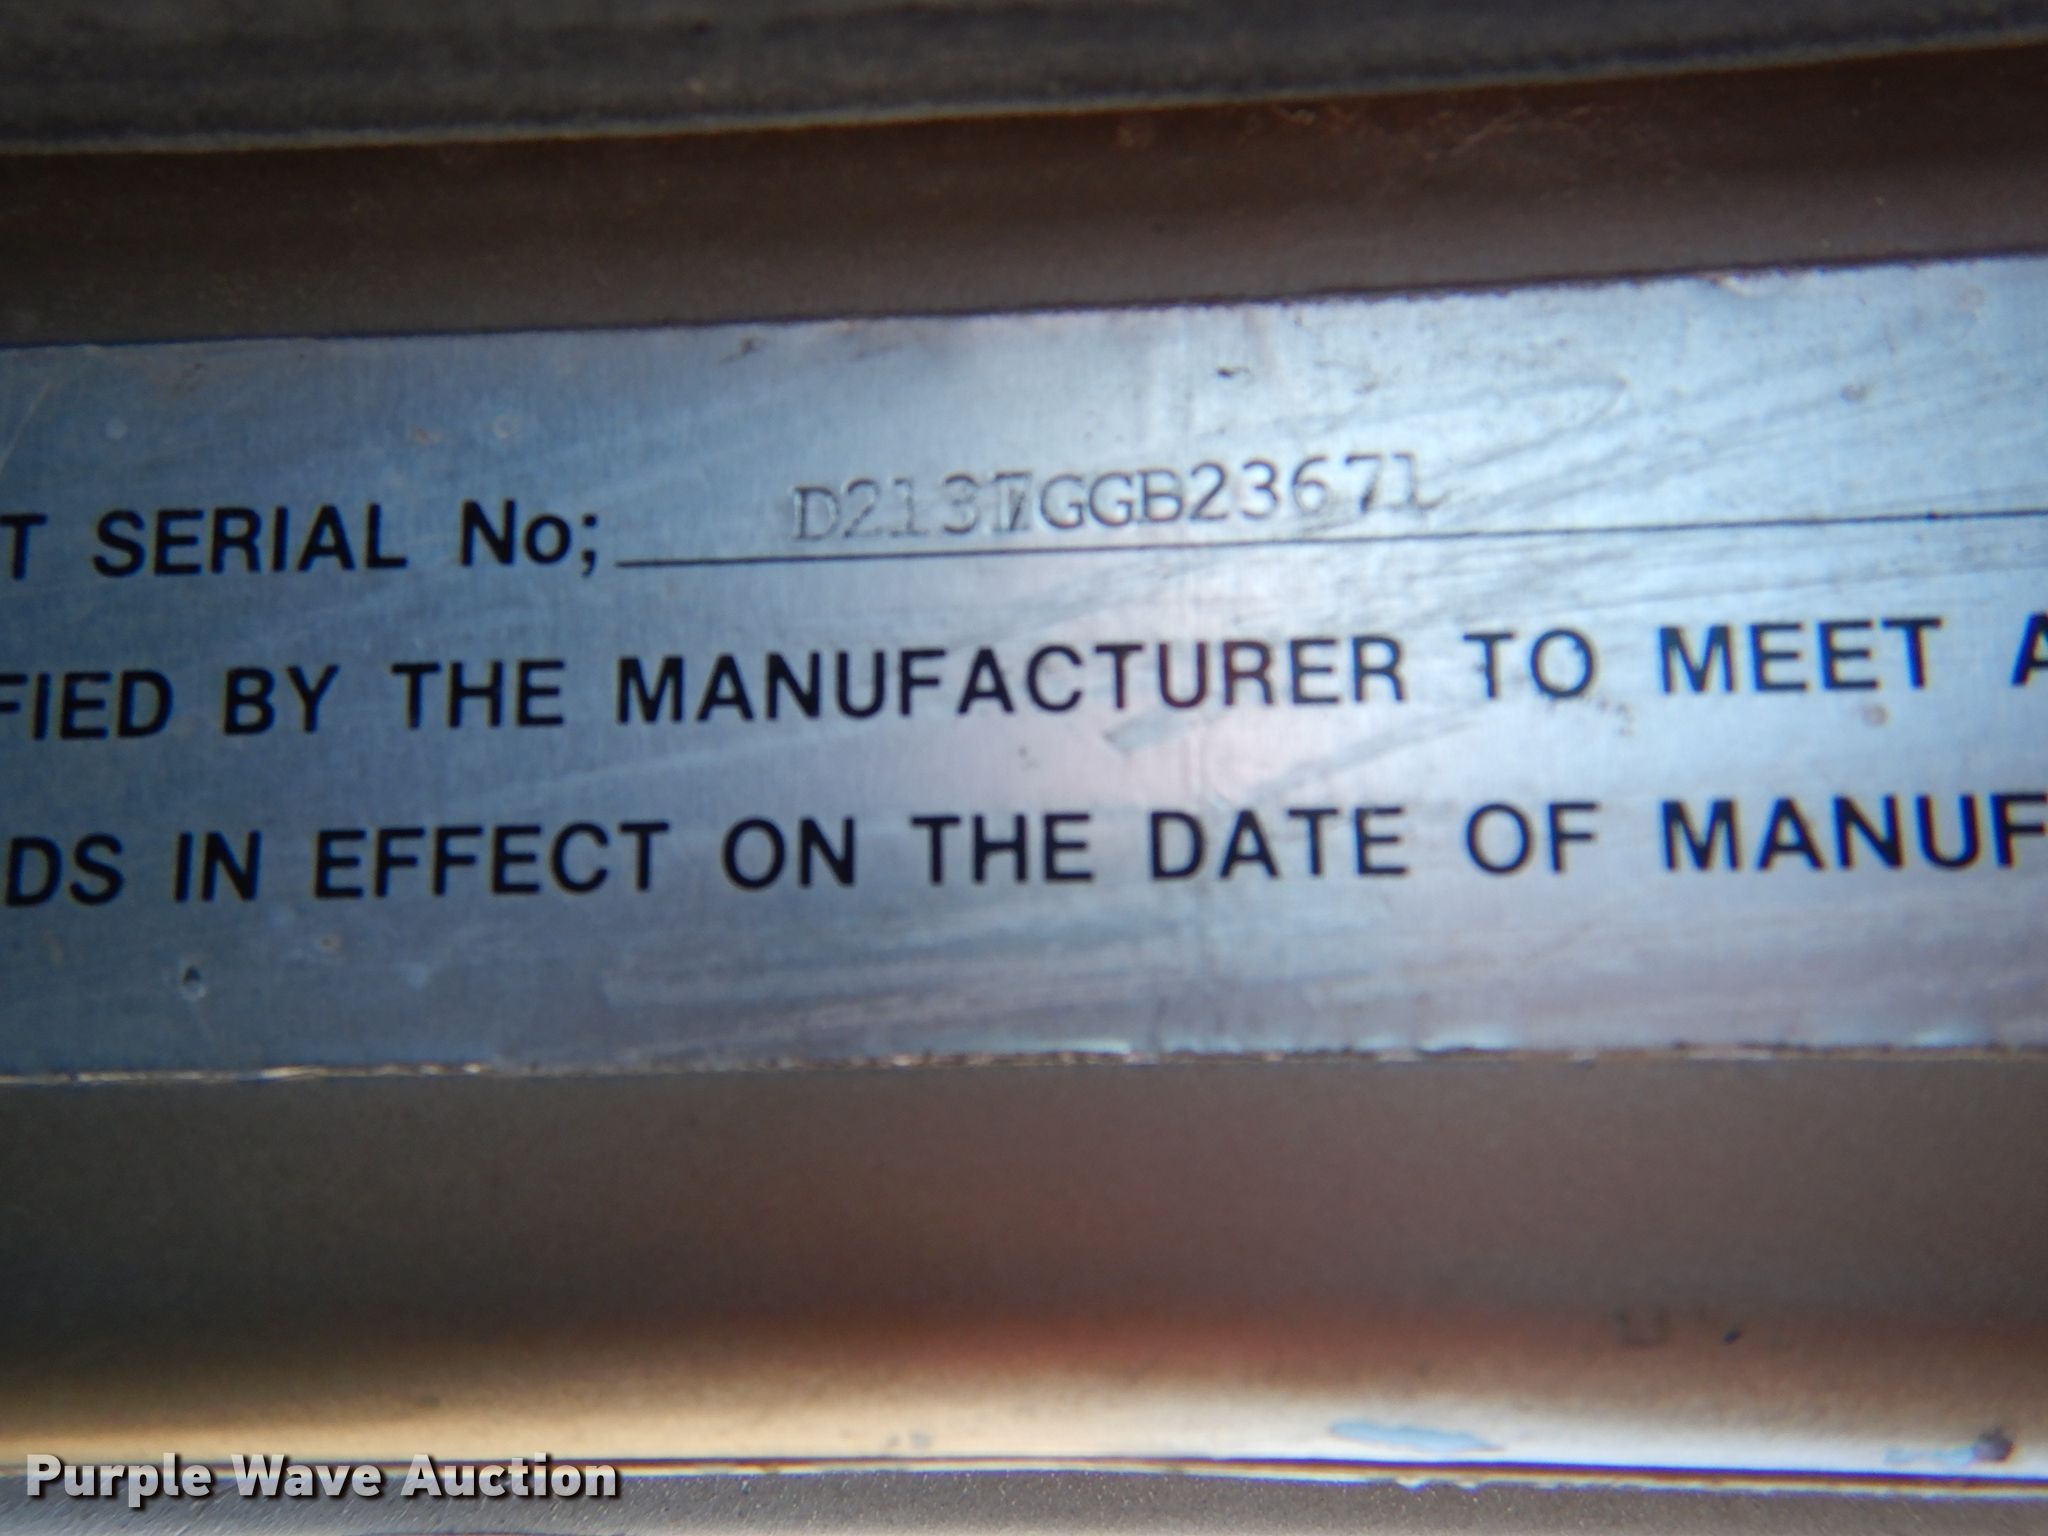 T SERIAL No; D2137GGB23671
FIED BY THE MANUFACTURER TO MEET A
DS IN EFFECT ON THE DATE OF MANUF
Purple Wave Auction